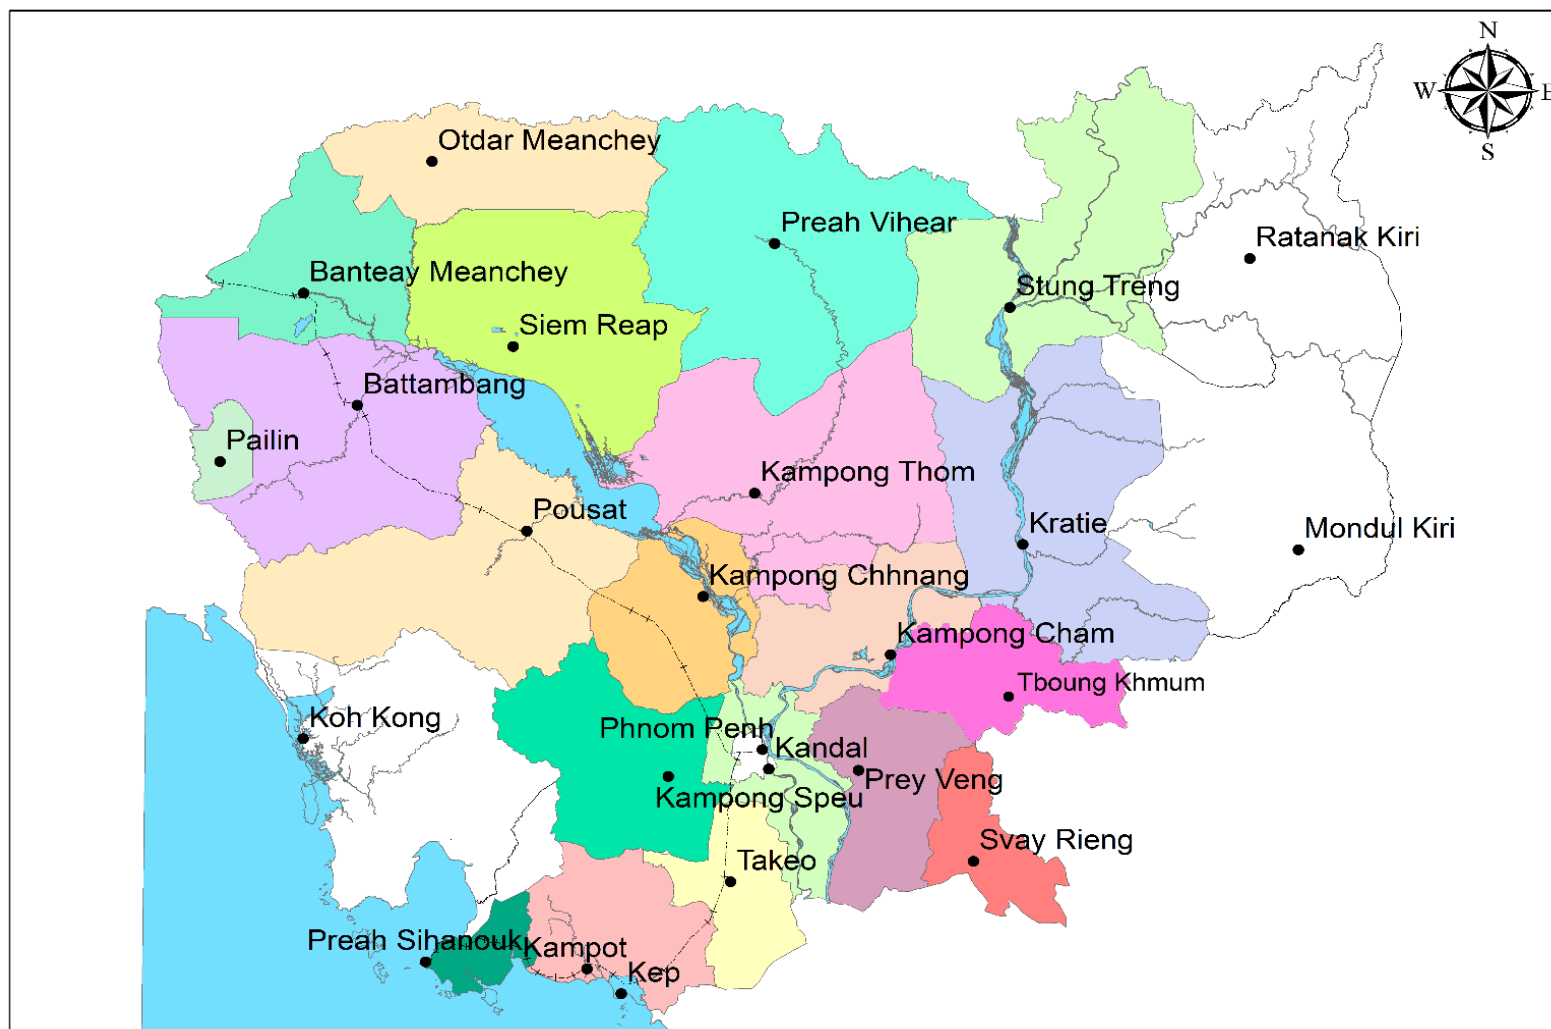 N
W
E
S
Otdar Meanchey
Preah Vihear
Ratanak Kiri
Banteay Meanchey
Stung Treng
Siem Reap
Battambang
Pailin
Kampong Thom
Pousat
Kratie
Mondul Kiri
Kampong Chhnang
Kampong Cham
Tboung Khmum
Koh Kong
Phnom Penh
Kandal
Prey Veng
Kampong Speu
Svay Rieng
Takeo
Preah Sihanouk
Kampot
Kep